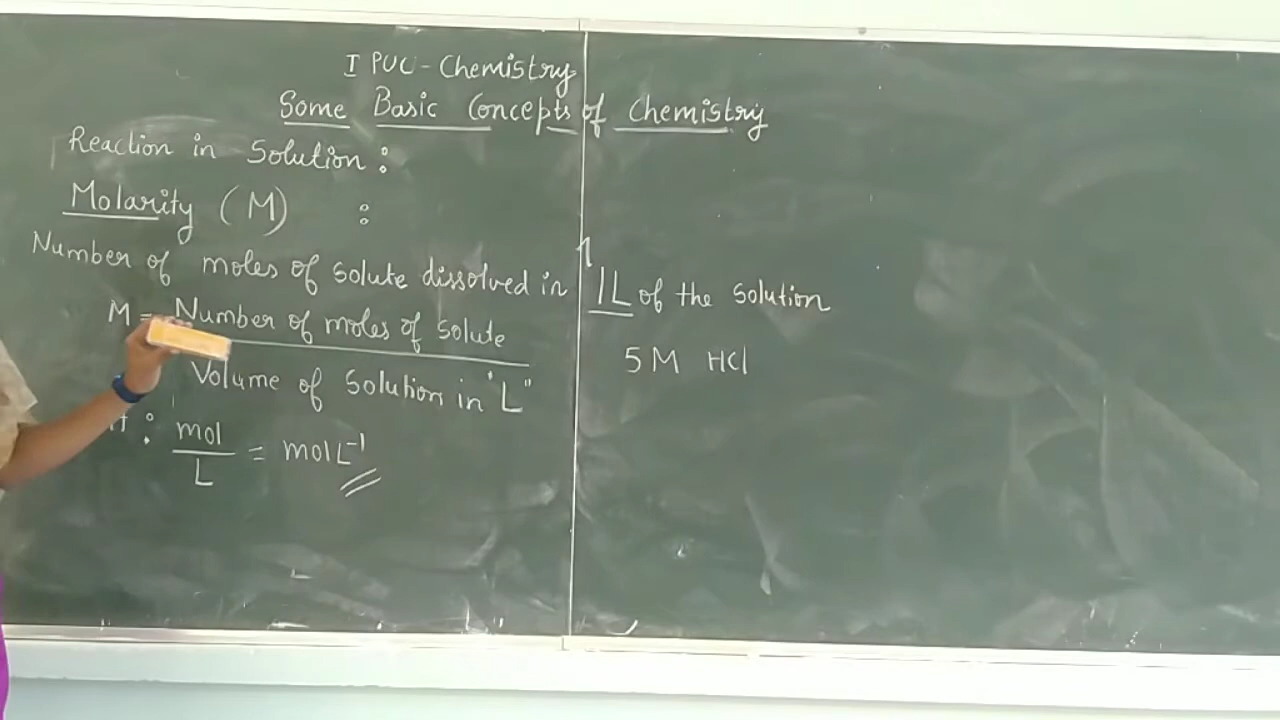 I PUC - Chemistry
Some Basic Concepts of Chemistry
Reaction in Solution :
Molarity (M) :
Number of moles of solute dissolved in 1L of the solution
M = Number of moles of solute
Volume of solution in "L"
: mol / L = mol L⁻¹
5 M HCl